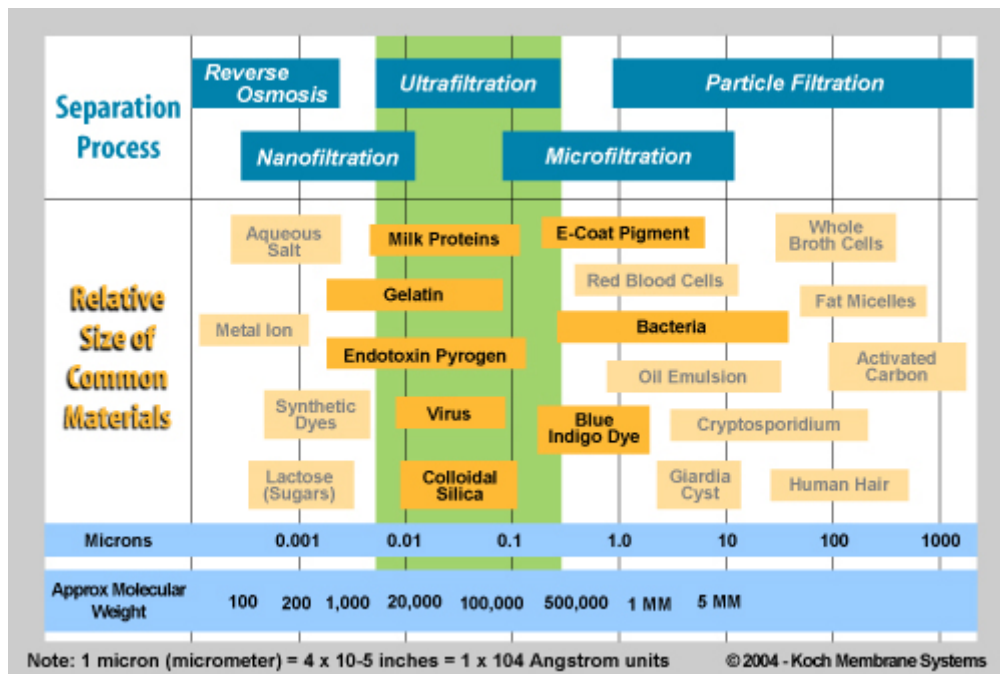 Separation
Process
Reverse
Osmosis
Ultrafiltration
Particle Filtration
Nanofiltration
Microfiltration
Relative
Size of
Common
Materials
Aqueous
Salt
Milk Proteins
E-Coat Pigment
Whole
Broth Cells
Gelatin
Red Blood Cells
Fat Micelles
Metal Ion
Bacteria
Endotoxin Pyrogen
Oil Emulsion
Activated
Carbon
Synthetic
Dyes
Virus
Blue
Indigo Dye
Cryptosporidium
Lactose
(Sugars)
Colloidal
Silica
Giardia
Cyst
Human Hair
Microns 0.001 0.01 0.1 1.0 10 100 1000
Approx Molecular
Weight
100 200 1,000 20,000 100,000 500,000 1 MM 5 MM
Note: 1 micron (micrometer) = 4 x 10-5 inches = 1 x 104 Angstrom units
© 2004 - Koch Membrane Systems